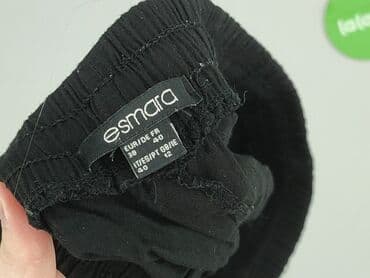 esmara
EUR/DE FR
38 40
IT/ES/PT GB/IE
40 12